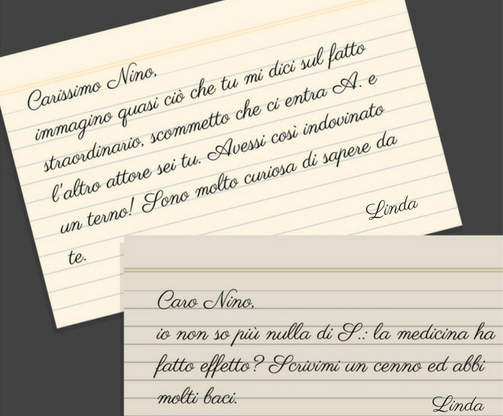 Carissimo Nino,
immagino quasi ciò che tu mi dici sul fatto
straordinario, scommetto che ci entra A. e
l'altro attore sei tu. Avessi così indovinato
un terno! Sono molto curiosa di sapere da
te.
Linda
Caro Nino,
io non so più nulla di S.: la medicina ha
fatto effetto? Scrivimi un cenno ed abbi
molti baci.
Linda